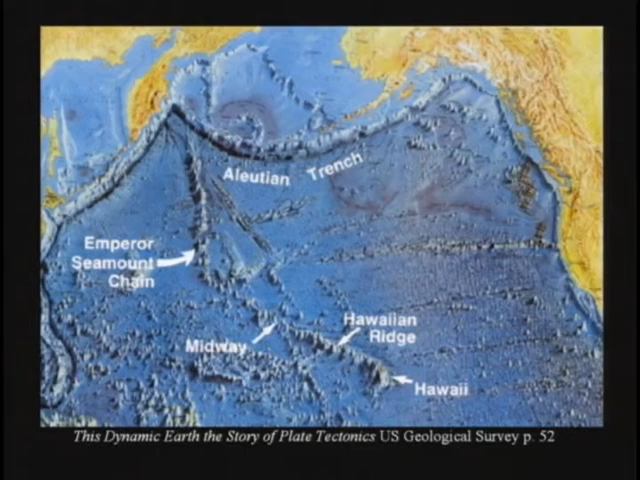 Aleutian Trench
Emperor
Seamount
Chain
Hawaiian
Ridge
Midway
Hawaii
This Dynamic Earth the Story of Plate Tectonics US Geological Survey p. 52